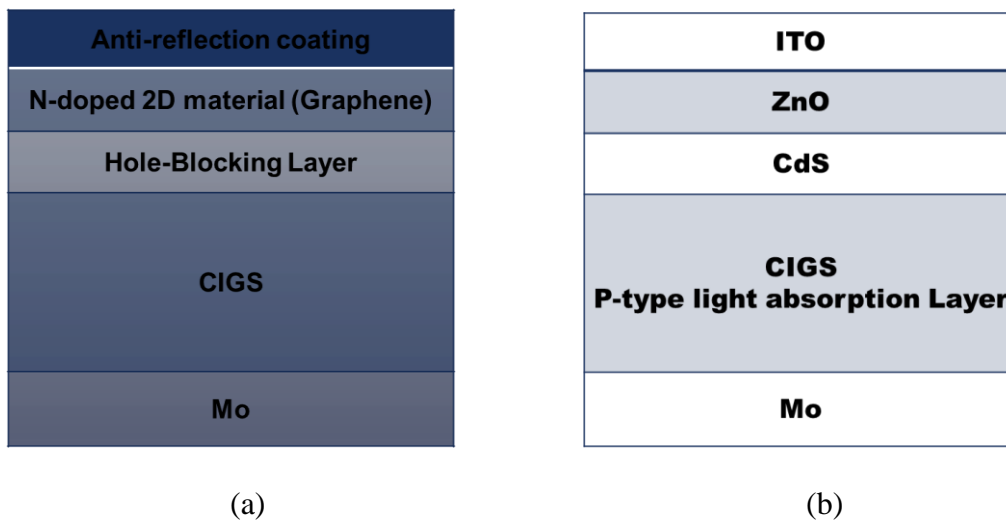 Anti-reflection coating
N-doped 2D material (Graphene)
Hole-Blocking Layer
CIGS
Mo
(a)
ITO
ZnO
CdS
CIGS
P-type light absorption Layer
Mo
(b)